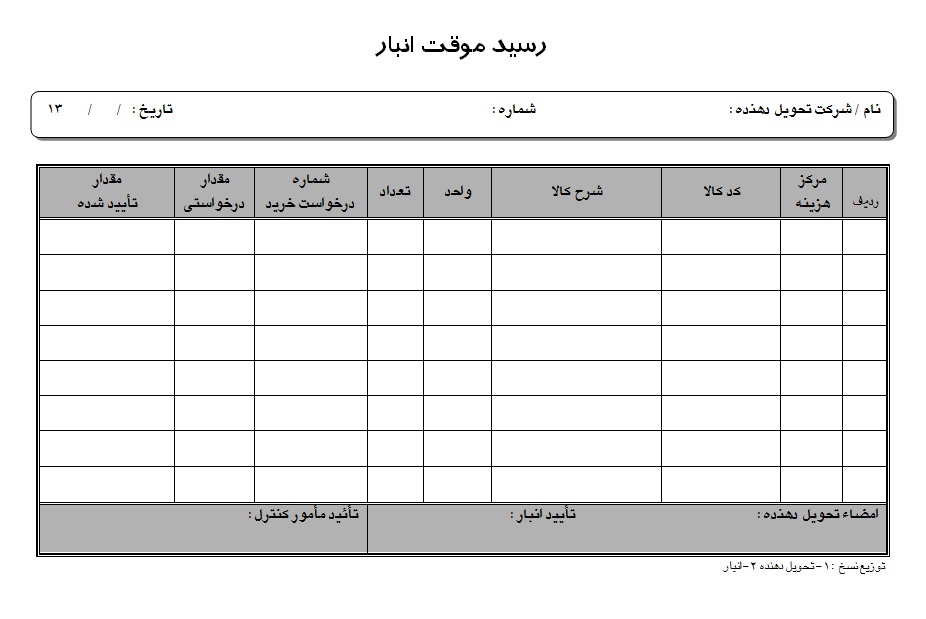 رسید موقت انبار
نام / شرکت تحویل دهنده : شماره : تاریخ : / / ۱۳
ردیف مرکز هزینه کد کالا شرح کالا واحد تعداد شماره درخواست خرید مقدار درخواستی مقدار تأیید شده
امضاء تحویل دهنده : تأیید انبار : تأئید مأمور کنترل :
توزیع نسخ : ۱- تحویل دهنده ۲- انبار